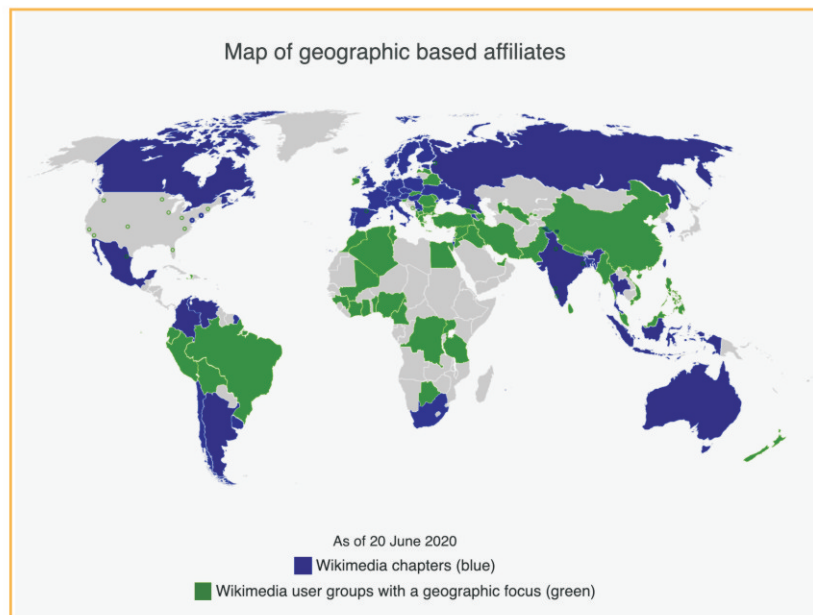 Map of geographic based affiliates
As of 20 June 2020
Wikimedia chapters (blue)
Wikimedia user groups with a geographic focus (green)